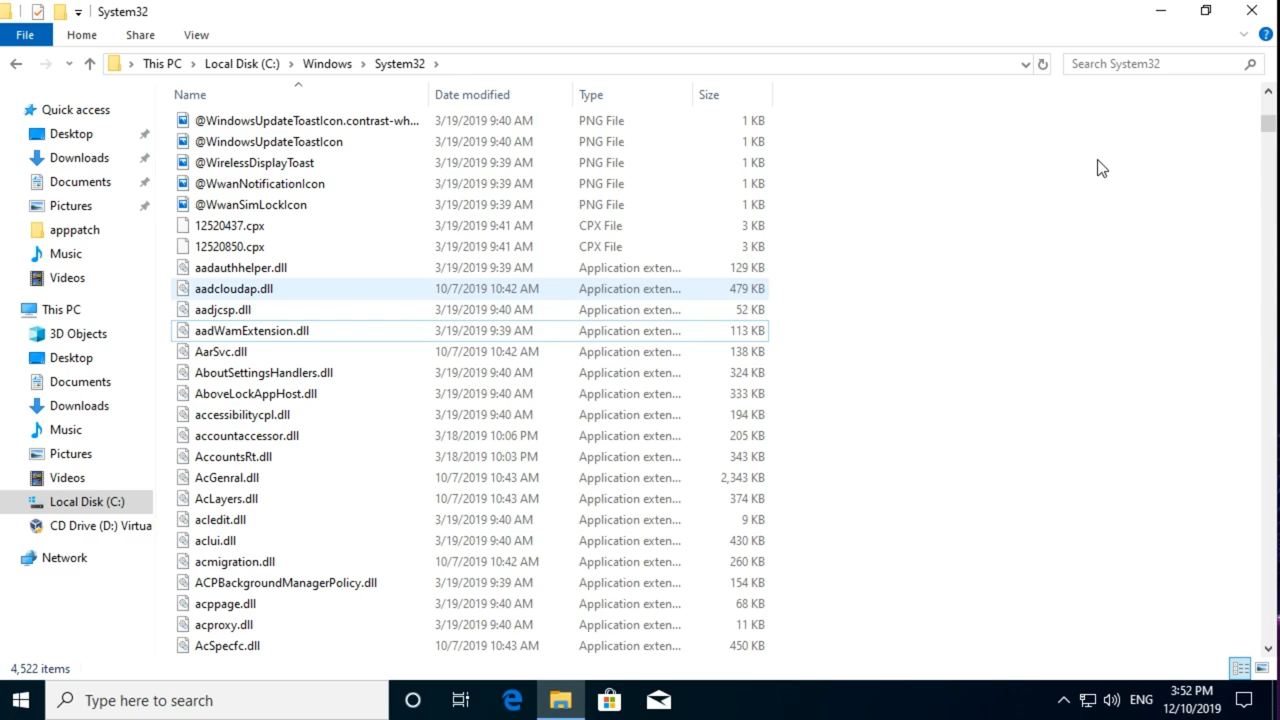 System32
File Home Share View
This PC Local Disk (C:) Windows System32 Search System32
Name Date modified Type Size
Quick access
Desktop
Downloads
Documents
Pictures
apppatch
Music
Videos
This PC
3D Objects
Desktop
Documents
Downloads
Music
Pictures
Videos
Local Disk (C:)
CD Drive (D:) Virtua
Network
@WindowsUpdateToastIcon.contrast-wh... 3/19/2019 9:40 AM PNG File 1 KB
@WindowsUpdateToastIcon 3/19/2019 9:40 AM PNG File 1 KB
@WirelessDisplayToast 3/19/2019 9:39 AM PNG File 1 KB
@WwanNotificationIcon 3/19/2019 9:39 AM PNG File 1 KB
@WwanSimLockIcon 3/19/2019 9:39 AM PNG File 1 KB
12520437.cpx 3/19/2019 9:41 AM CPX File 3 KB
12520850.cpx 3/19/2019 9:41 AM CPX File 3 KB
aadauthhelper.dll 3/19/2019 9:39 AM Application exten... 129 KB
aadcloudap.dll 10/7/2019 10:42 AM Application exten... 479 KB
aadjcsp.dll 3/19/2019 9:40 AM Application exten... 52 KB
aadWamExtension.dll 3/19/2019 9:39 AM Application exten... 113 KB
AarSvc.dll 10/7/2019 10:42 AM Application exten... 138 KB
AboutSettingsHandlers.dll 3/19/2019 9:40 AM Application exten... 324 KB
AboveLockAppHost.dll 3/19/2019 9:40 AM Application exten... 333 KB
accessibilitycpl.dll 3/19/2019 9:40 AM Application exten... 194 KB
accountaccessor.dll 3/18/2019 10:06 PM Application exten... 205 KB
AccountsRt.dll 3/18/2019 10:03 PM Application exten... 343 KB
AcGenral.dll 10/7/2019 10:43 AM Application exten... 2,343 KB
AcLayers.dll 10/7/2019 10:43 AM Application exten... 374 KB
acledit.dll 3/19/2019 9:40 AM Application exten... 9 KB
aclui.dll 3/19/2019 9:40 AM Application exten... 430 KB
acmigration.dll 10/7/2019 10:42 AM Application exten... 260 KB
ACPBackgroundManagerPolicy.dll 3/19/2019 9:39 AM Application exten... 154 KB
acppage.dll 3/19/2019 9:40 AM Application exten... 68 KB
acproxy.dll 3/19/2019 9:40 AM Application exten... 11 KB
AcSpecfc.dll 10/7/2019 10:43 AM Application exten... 450 KB
4,522 items
Type here to search
ENG
3:52 PM
12/10/2019